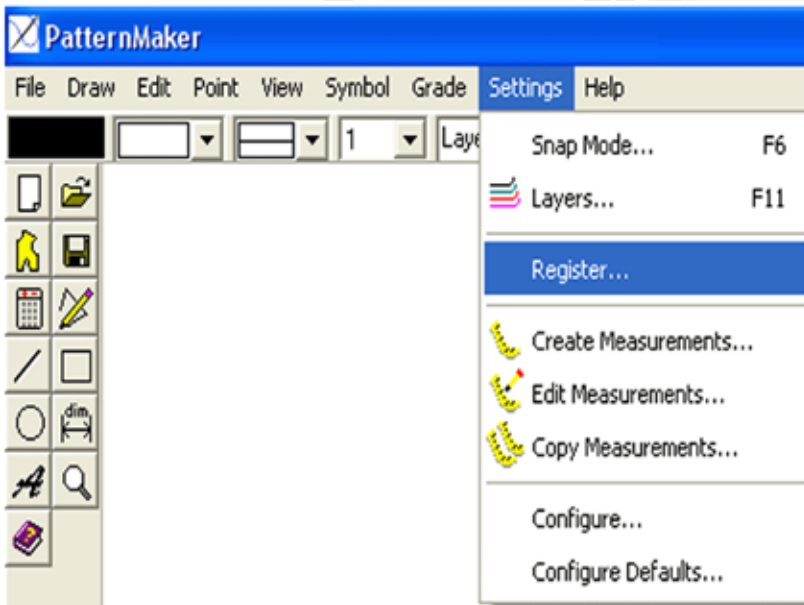 PatternMaker
File Draw Edit Point View Symbol Grade Settings Help
1 Laye
Snap Mode... F6
Layers... F11
Register...
Create Measurements...
dim
Edit Measurements...
Copy Measurements...
A
Configure...
Configure Defaults...